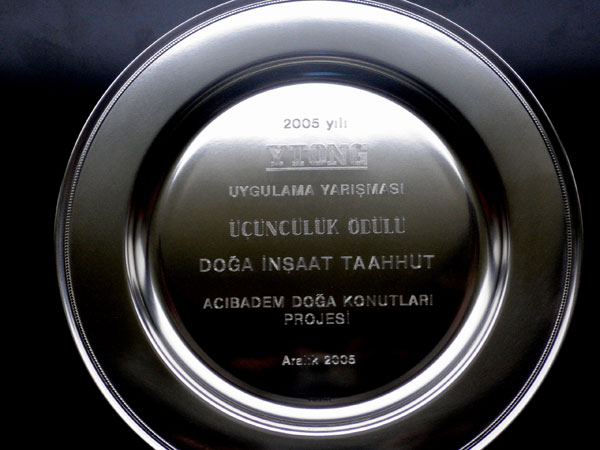 2005 yılı
YTONG
UYGULAMA YARIŞMASI
ÜÇÜNCÜLÜK ÖDÜLÜ
DOĞA İNŞAAT TAAHHUT
ACIBADEM DOĞA KONUTLARI
PROJESİ
Aralık 2005